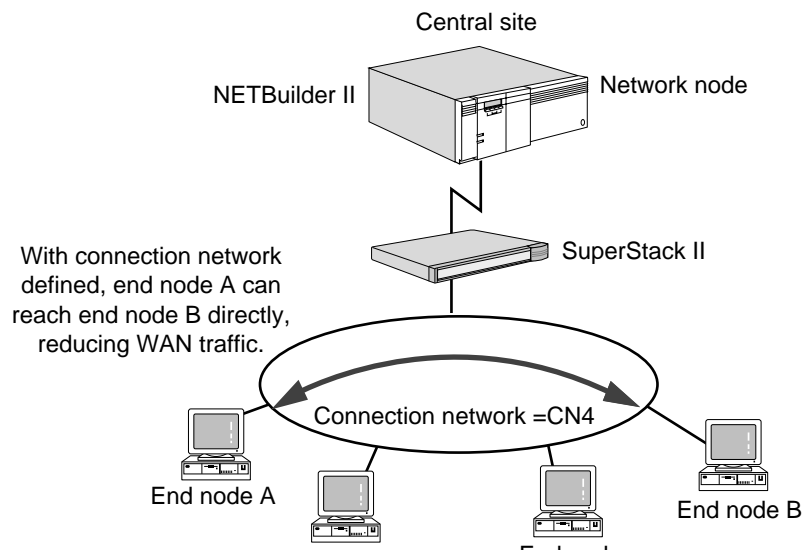 Central site
NETBuilder II
Network node
SuperStack II
With connection network
defined, end node A can
reach end node B directly,
reducing WAN traffic.
Connection network =CN4
End node A
End node B